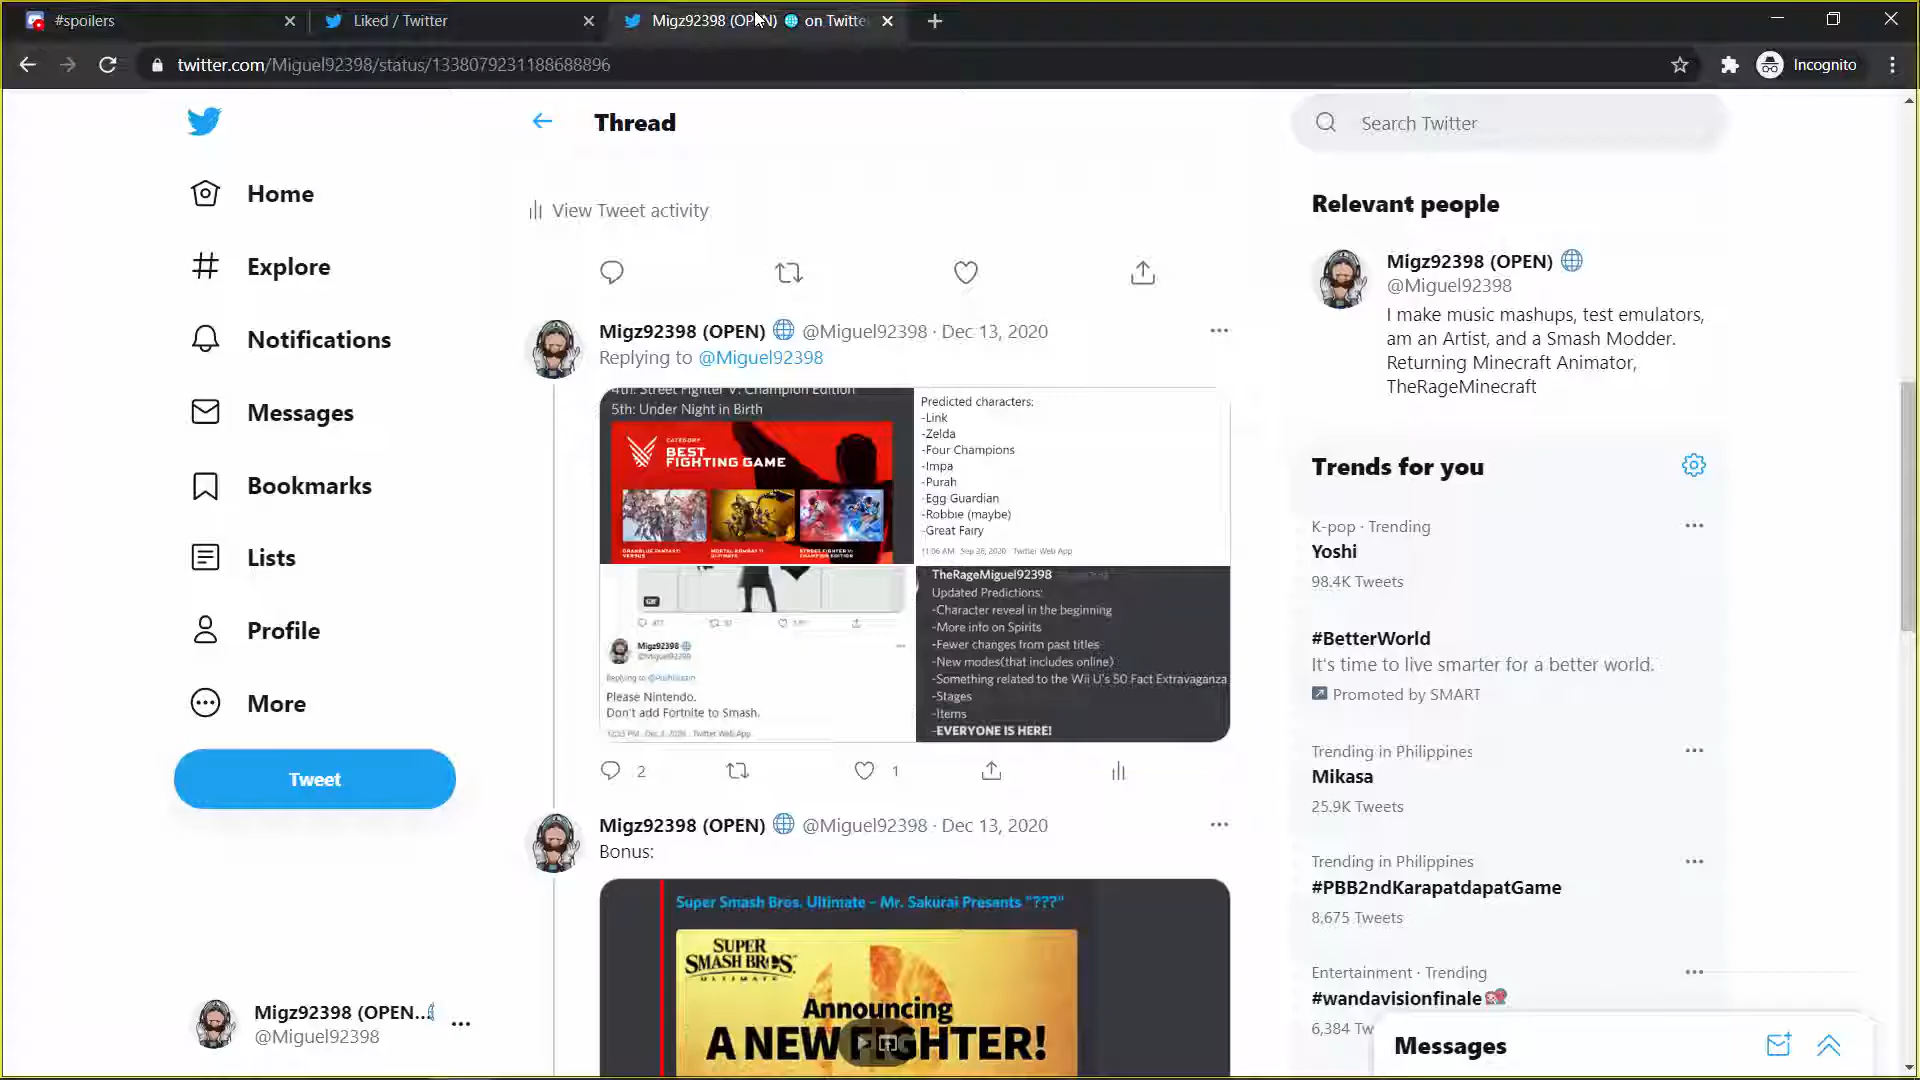 #spoilers
Liked / Twitter
Migz92398 (OPEN) 🌐 on Twitte
twitter.com/Miguel92398/status/1338079231188688896
Incognito
Home
Explore
Notifications
Messages
Bookmarks
Lists
Profile
More
Tweet
Migz92398 (OPEN...
@Miguel92398
Thread
View Tweet activity
Migz92398 (OPEN) 🌐 @Miguel92398 · Dec 13, 2020
Replying to @Miguel92398
4th: Street Fighter V: Champion Edition
5th: Under Night in Birth
CATEGORY
BEST
FIGHTING GAME
GRANBLUE FANTASY: VERSUS
MORTAL KOMBAT 11 ULTIMATE
STREET FIGHTER V: CHAMPION EDITION
Predicted characters:
-Link
-Zelda
-Four Champions
-Impa
-Purah
-Egg Guardian
-Robbie (maybe)
-Great Fairy
11:06 AM · Sep 26, 2020 · Twitter Web App
GIF
Migz92398 🌐
@Miguel92398
Please Nintendo.
Don't add Fortnite to Smash.
Twitter Web App
TheRageMiguel92398
Updated Predictions:
-Character reveal in the beginning
-More info on Spirits
-Fewer changes from past titles
-New modes(that includes online)
-Something related to the Wii U's 50 Fact Extravaganza
-Stages
-Items
-EVERYONE IS HERE!
2
1
Migz92398 (OPEN) 🌐 @Miguel92398 · Dec 13, 2020
Bonus:
Super Smash Bros. Ultimate – Mr. Sakurai Presents "???"
SUPER
SMASH BROS.
ULTIMATE
Announcing
A NEW FIGHTER!
Search Twitter
Relevant people
Migz92398 (OPEN) 🌐
@Miguel92398
I make music mashups, test emulators,
am an Artist, and a Smash Modder.
Returning Minecraft Animator,
TheRageMinecraft
Trends for you
K-pop · Trending
Yoshi
98.4K Tweets
#BetterWorld
It's time to live smarter for a better world.
Promoted by SMART
Trending in Philippines
Mikasa
25.9K Tweets
Trending in Philippines
#PBB2ndKarapatdapatGame
8,675 Tweets
Entertainment · Trending
#wandavisionfinale
6,384 Tw
Messages